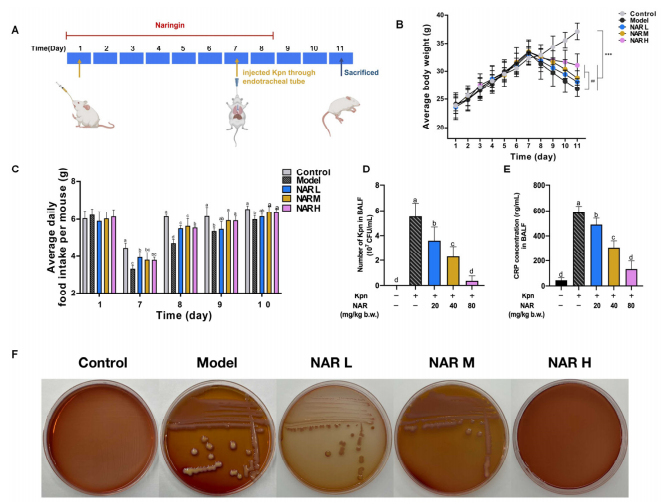 A
Naringin
Time(Day) 1 2 3 4 5 6 7 8 9 10 11
injected Kpn through
endotracheal tube
Sacrificed
B
Average body weight (g)
40
35
30
25
20
1 2 3 4 5 6 7 8 9 10 11
Time (day)
Control
Model
NAR L
NAR M
NAR H
***
C
Average daily
food intake per mouse (g)
8
6
4
2
1 7 8 9 10
Time (day)
Control
Model
NAR L
NAR M
NAR H
D
Number of Kpn in BALF
(10⁷ CFU/mL)
8
6
4
2
0
d a b c d
Kpn − + + + +
NAR − − 20 40 80
(mg/kg b.w.)
E
CRP concentration (ng/mL)
in BALF
800
600
400
200
0
d a b c d
Kpn − + + + +
NAR − − 20 40 80
(mg/kg b.w.)
F
Control Model NAR L NAR M NAR H